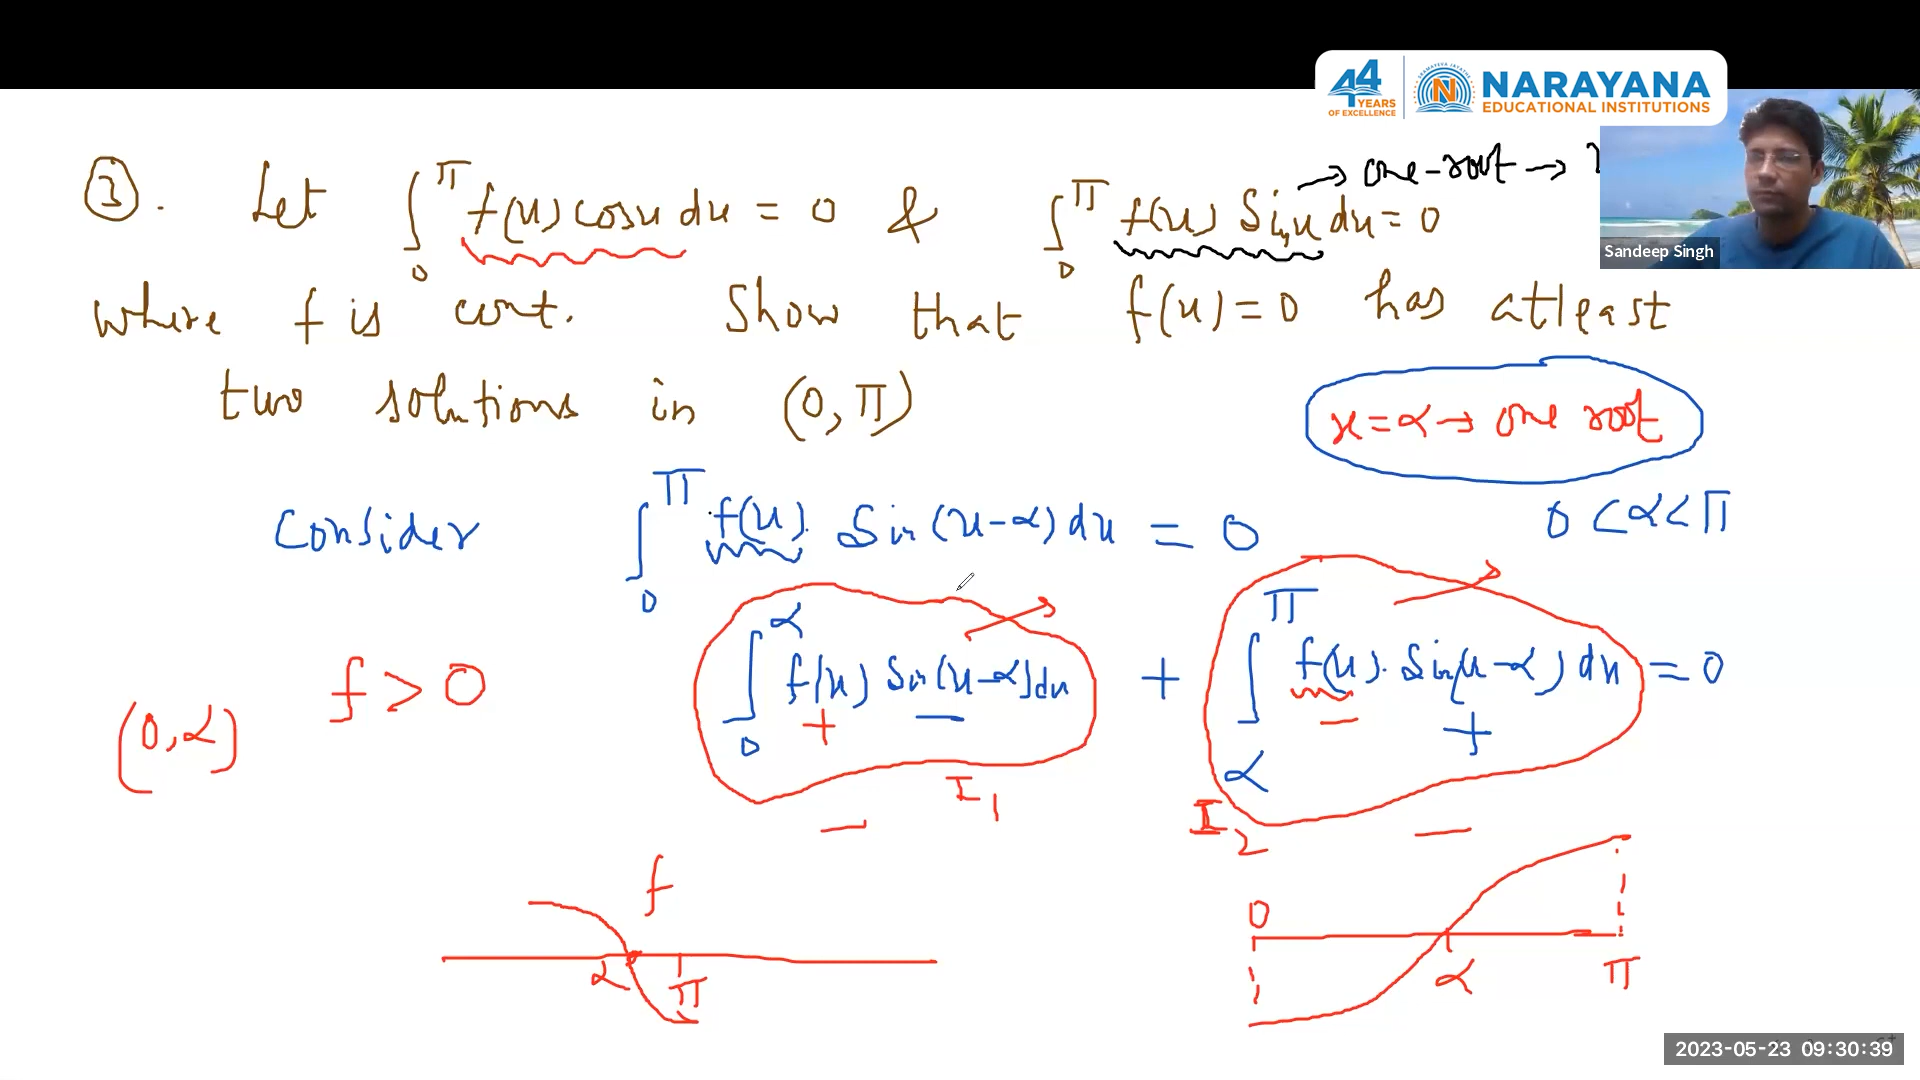 44 YEARS OF EXCELLENCE
NARAYANA
EDUCATIONAL INSTITUTIONS
→ one-root →
③. Let ∫₀^π f(x) cosx dx = 0 & ∫₀^π f(x) Sinx dx = 0
Sandeep Singh
where f is cont. Show that f(x) = 0 has atleast
two solutions in (0, π)
x = α → one root
Consider ∫₀^π f(x). Sin(x-α) dx = 0
0 < α < π
∫₀^α f(x) Sin(x-α) dx + ∫_α^π f(x). Sin(x-α) dx = 0
+ — — +
f > 0
(0, α)
I₁
I₂
— —
f
α π
0 α π
2023-05-23 09:30:39